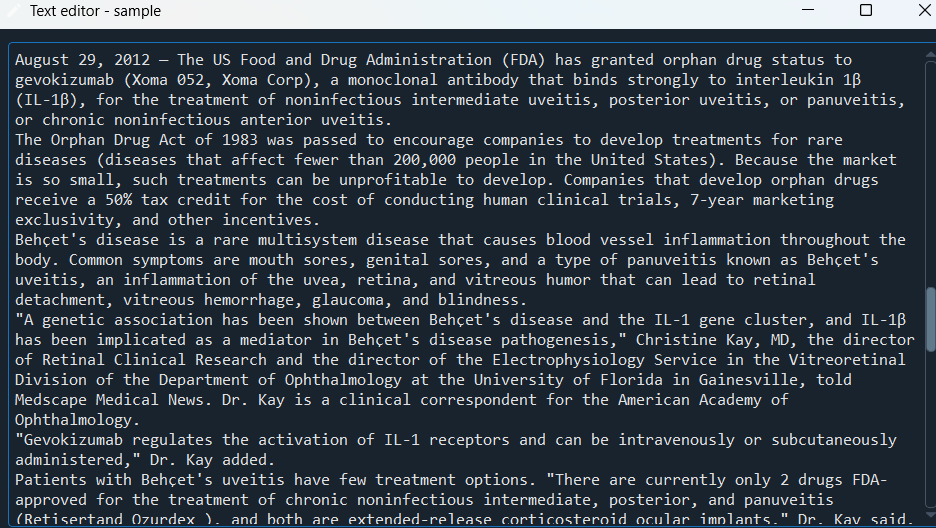 Text editor - sample
August 29, 2012 — The US Food and Drug Administration (FDA) has granted orphan drug status to
gevokizumab (Xoma 052, Xoma Corp), a monoclonal antibody that binds strongly to interleukin 1β
(IL-1β), for the treatment of noninfectious intermediate uveitis, posterior uveitis, or panuveitis,
or chronic noninfectious anterior uveitis.
The Orphan Drug Act of 1983 was passed to encourage companies to develop treatments for rare
diseases (diseases that affect fewer than 200,000 people in the United States). Because the market
is so small, such treatments can be unprofitable to develop. Companies that develop orphan drugs
receive a 50% tax credit for the cost of conducting human clinical trials, 7-year marketing
exclusivity, and other incentives.
Behçet's disease is a rare multisystem disease that causes blood vessel inflammation throughout the
body. Common symptoms are mouth sores, genital sores, and a type of panuveitis known as Behçet's
uveitis, an inflammation of the uvea, retina, and vitreous humor that can lead to retinal
detachment, vitreous hemorrhage, glaucoma, and blindness.
"A genetic association has been shown between Behçet's disease and the IL-1 gene cluster, and IL-1β
has been implicated as a mediator in Behçet's disease pathogenesis," Christine Kay, MD, the director
of Retinal Clinical Research and the director of the Electrophysiology Service in the Vitreoretinal
Division of the Department of Ophthalmology at the University of Florida in Gainesville, told
Medscape Medical News. Dr. Kay is a clinical correspondent for the American Academy of
Ophthalmology.
"Gevokizumab regulates the activation of IL-1 receptors and can be intravenously or subcutaneously
administered," Dr. Kay added.
Patients with Behçet's uveitis have few treatment options. "There are currently only 2 drugs FDA-
approved for the treatment of chronic noninfectious intermediate, posterior, and panuveitis
(Retisertand Ozurdex ), and both are extended-release corticosteroid ocular implants," Dr. Kay said.